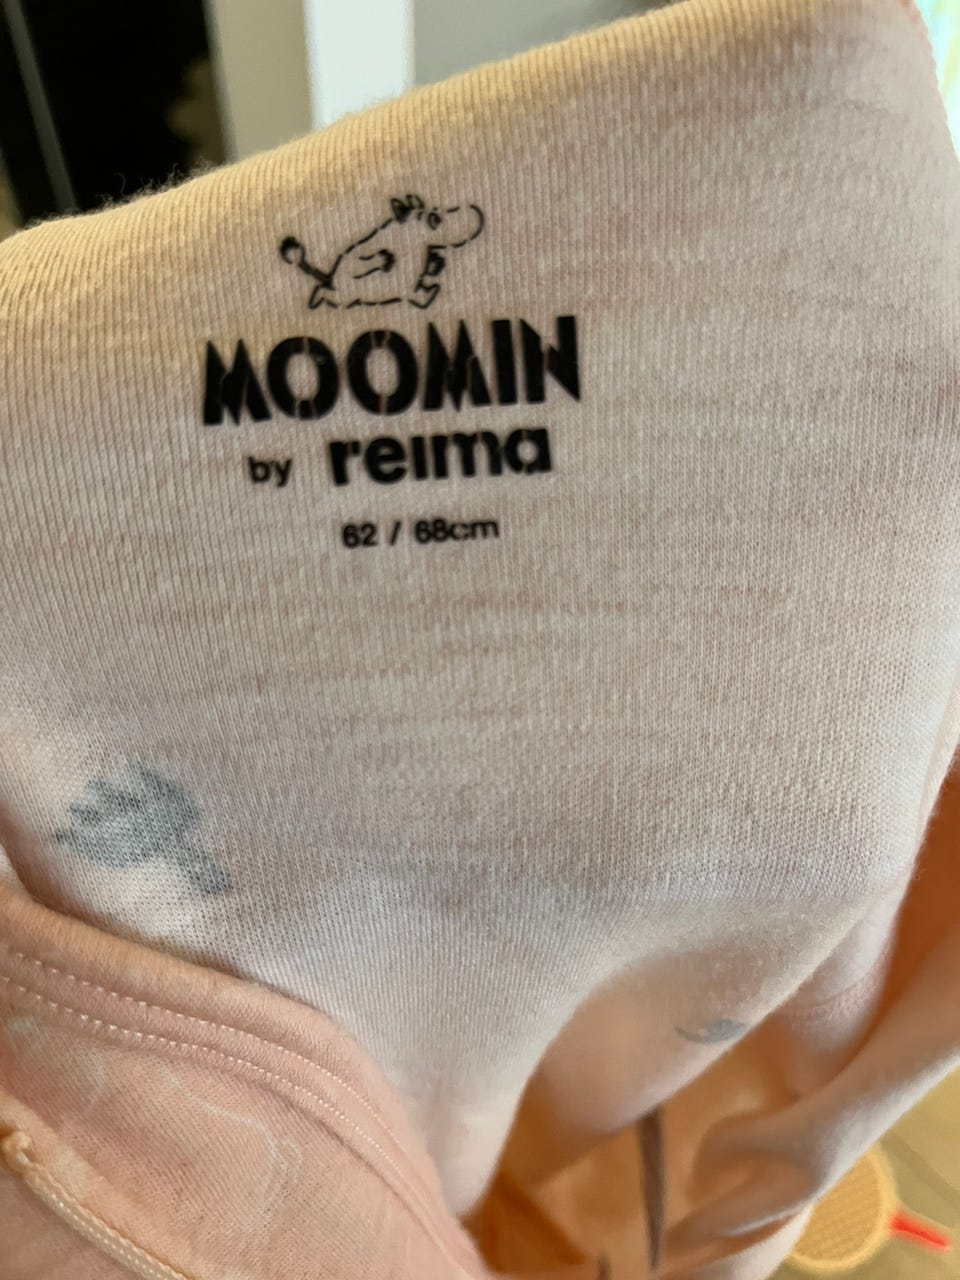 MOOMIN
by reima
62 / 68cm